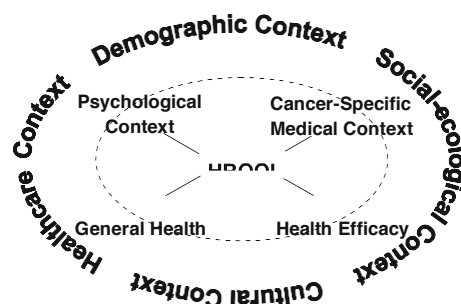 Demographic Context
Social-ecological Context
Healthcare Context
Psychological
Context
Cancer-Specific
Medical Context
HRQOL
General Health
Health Efficacy
Cultural Context